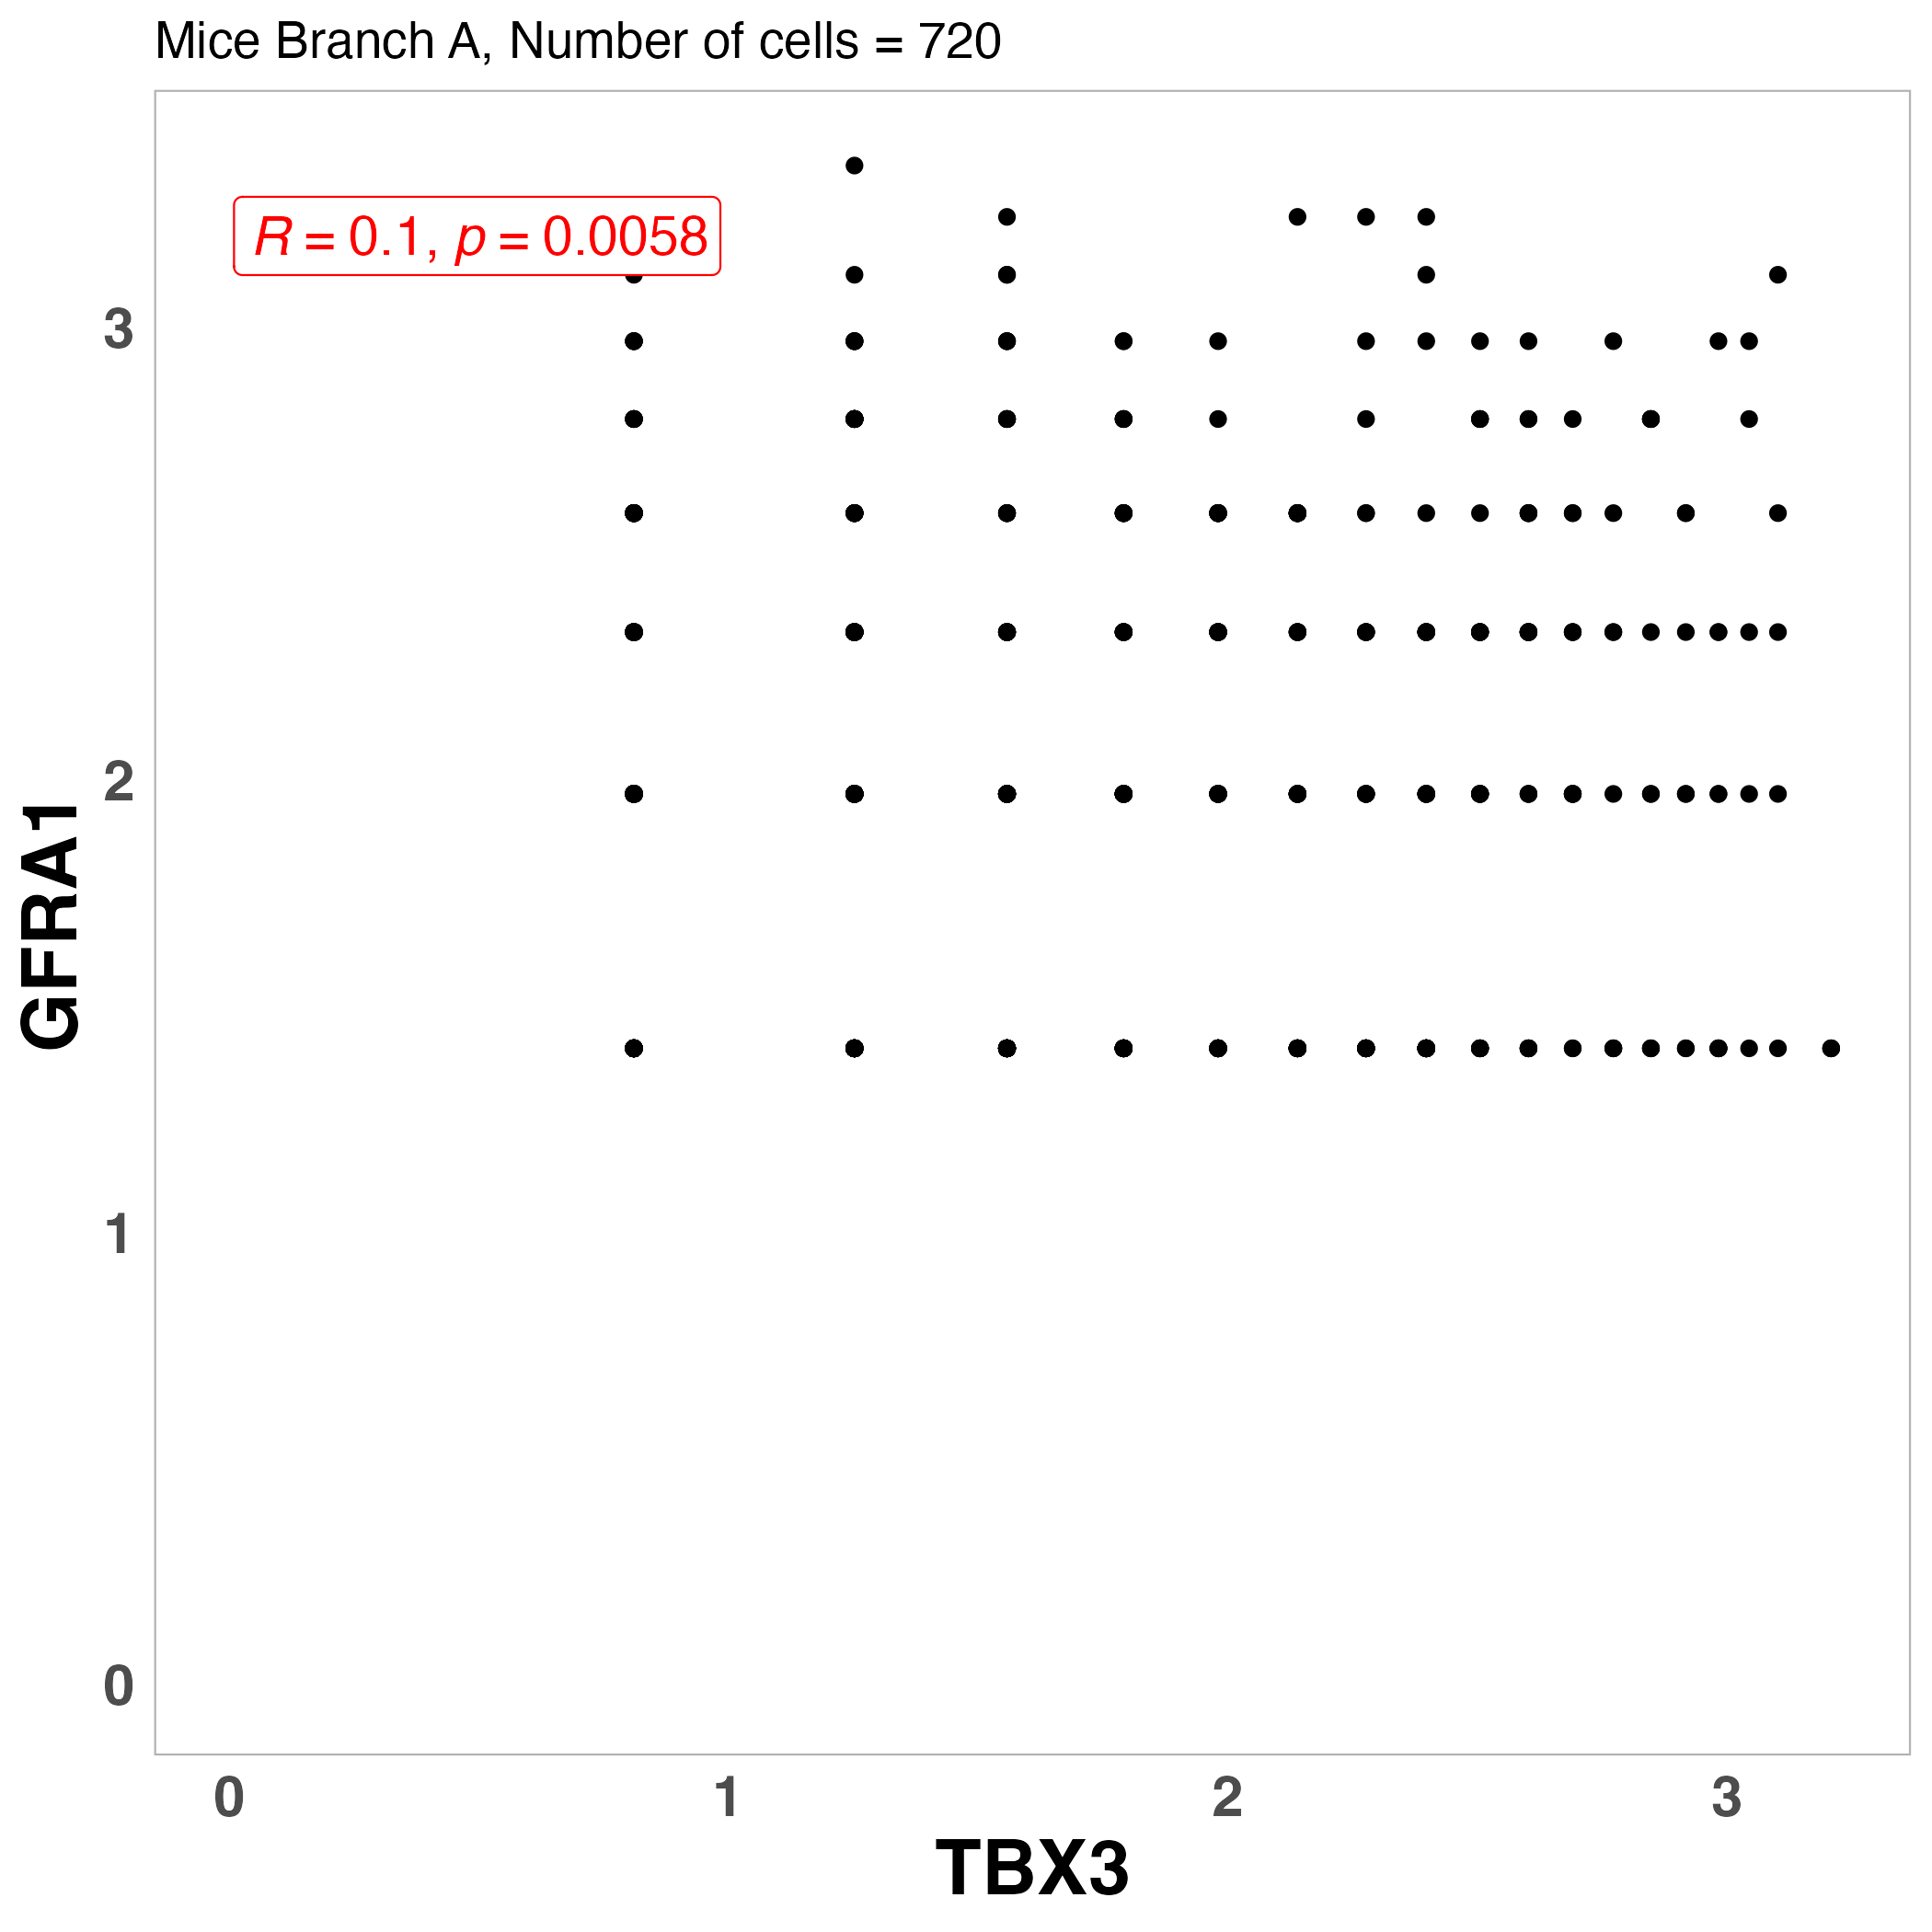 Mice Branch A, Number of cells = 720
R = 0.1, p = 0.0058
3
2
1
0
GFRA1
0 1 2 3
TBX3